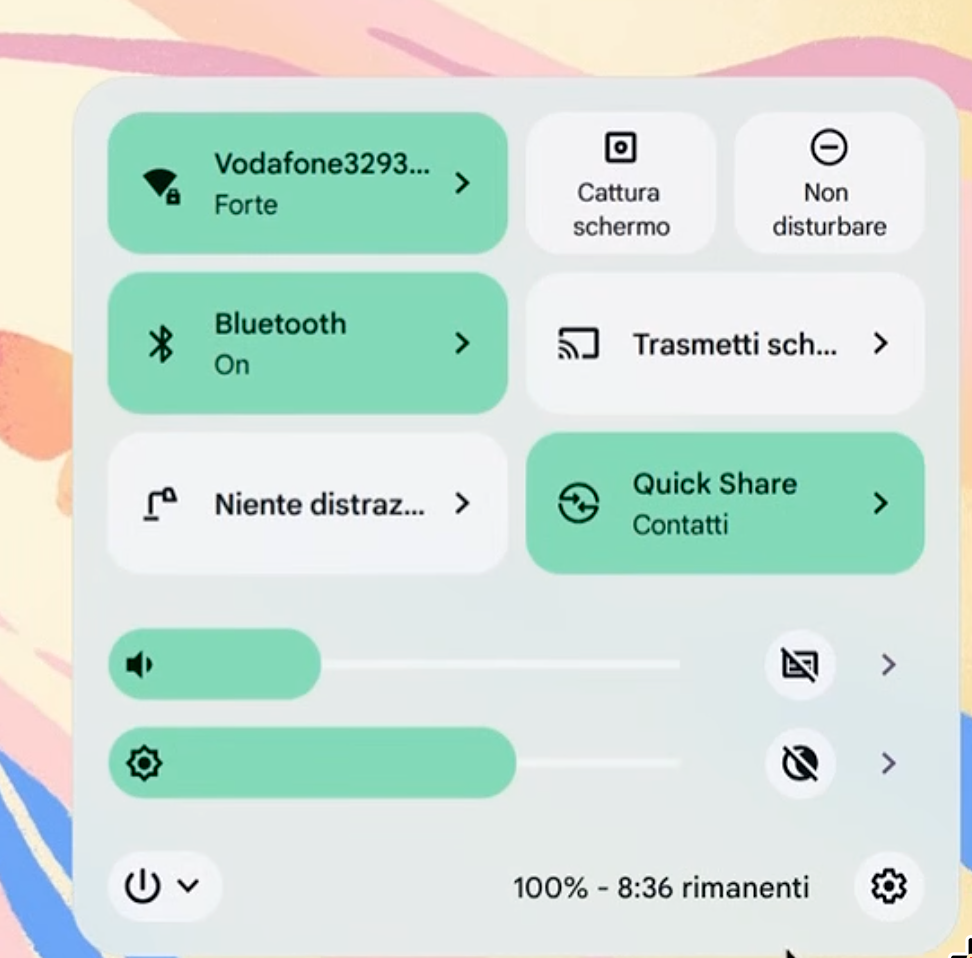 Vodafone3293...
Forte
Cattura
schermo
Non
disturbare
Bluetooth
On
Trasmetti sch...
Niente distraz...
Quick Share
Contatti
100% - 8:36 rimanenti